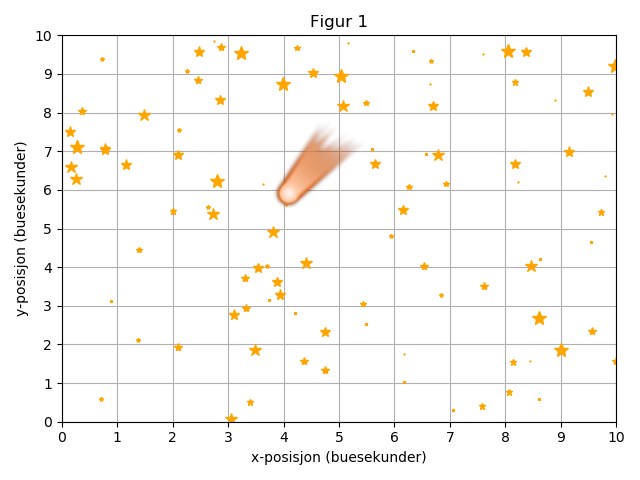 Figur 1
10
9
8
7
6
5
4
3
2
1
0
y-posisjon (buesekunder)
0 1 2 3 4 5 6 7 8 9 10
x-posisjon (buesekunder)